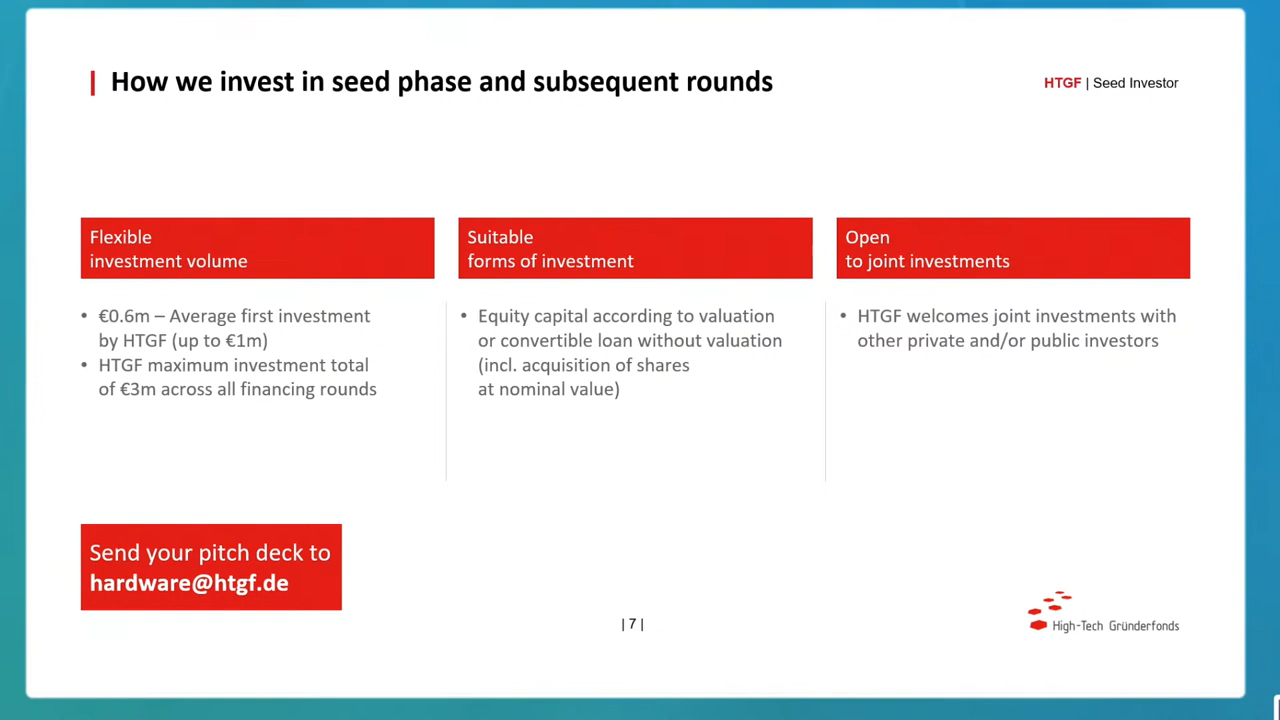 | How we invest in seed phase and subsequent rounds
HTGF | Seed Investor
Flexible
investment volume
• €0.6m – Average first investment
by HTGF (up to €1m)
• HTGF maximum investment total
of €3m across all financing rounds
Suitable
forms of investment
• Equity capital according to valuation
or convertible loan without valuation
(incl. acquisition of shares
at nominal value)
Open
to joint investments
• HTGF welcomes joint investments with
other private and/or public investors
Send your pitch deck to
hardware@htgf.de
| 7 |
High-Tech Gründerfonds